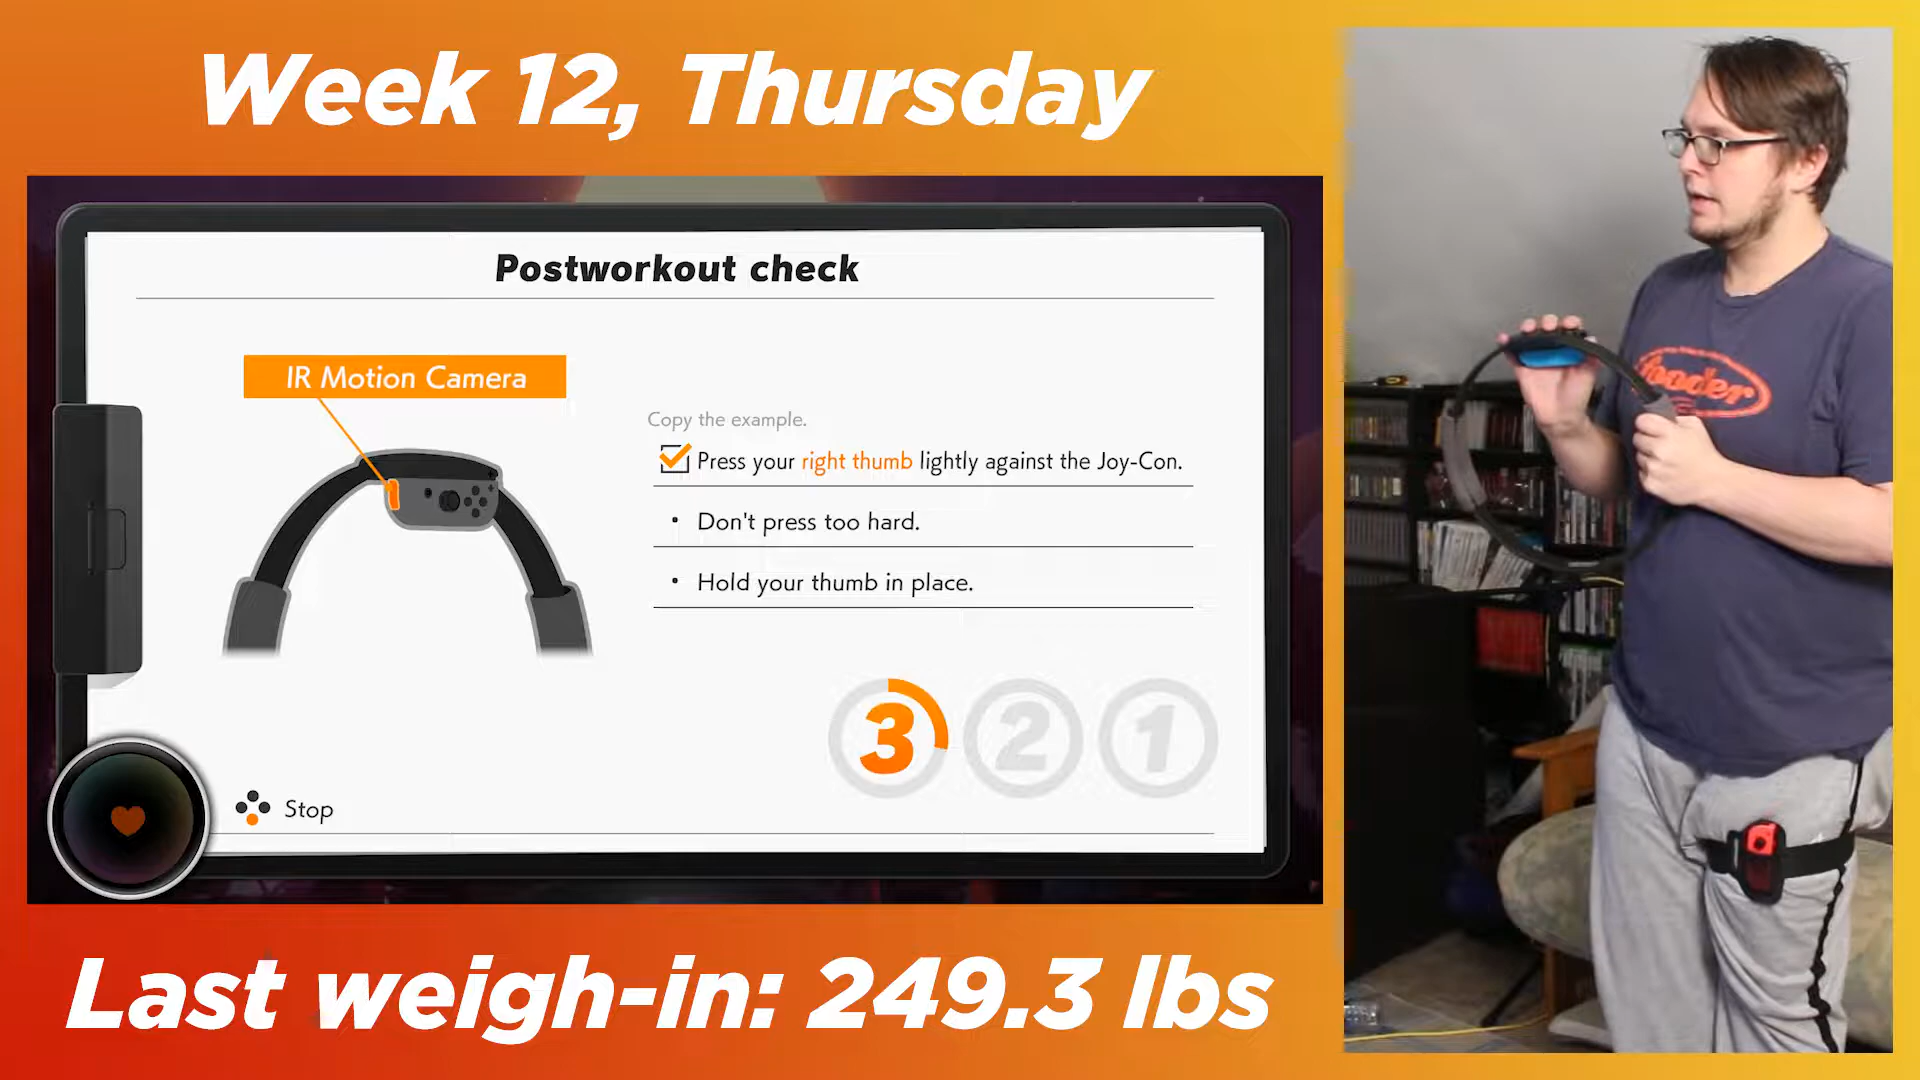 Week 12, Thursday
Postworkout check
IR Motion Camera
Copy the example.
Press your right thumb lightly against the Joy-Con.
• Don't press too hard.
• Hold your thumb in place.
3 2 1
Stop
Last weigh-in: 249.3 lbs